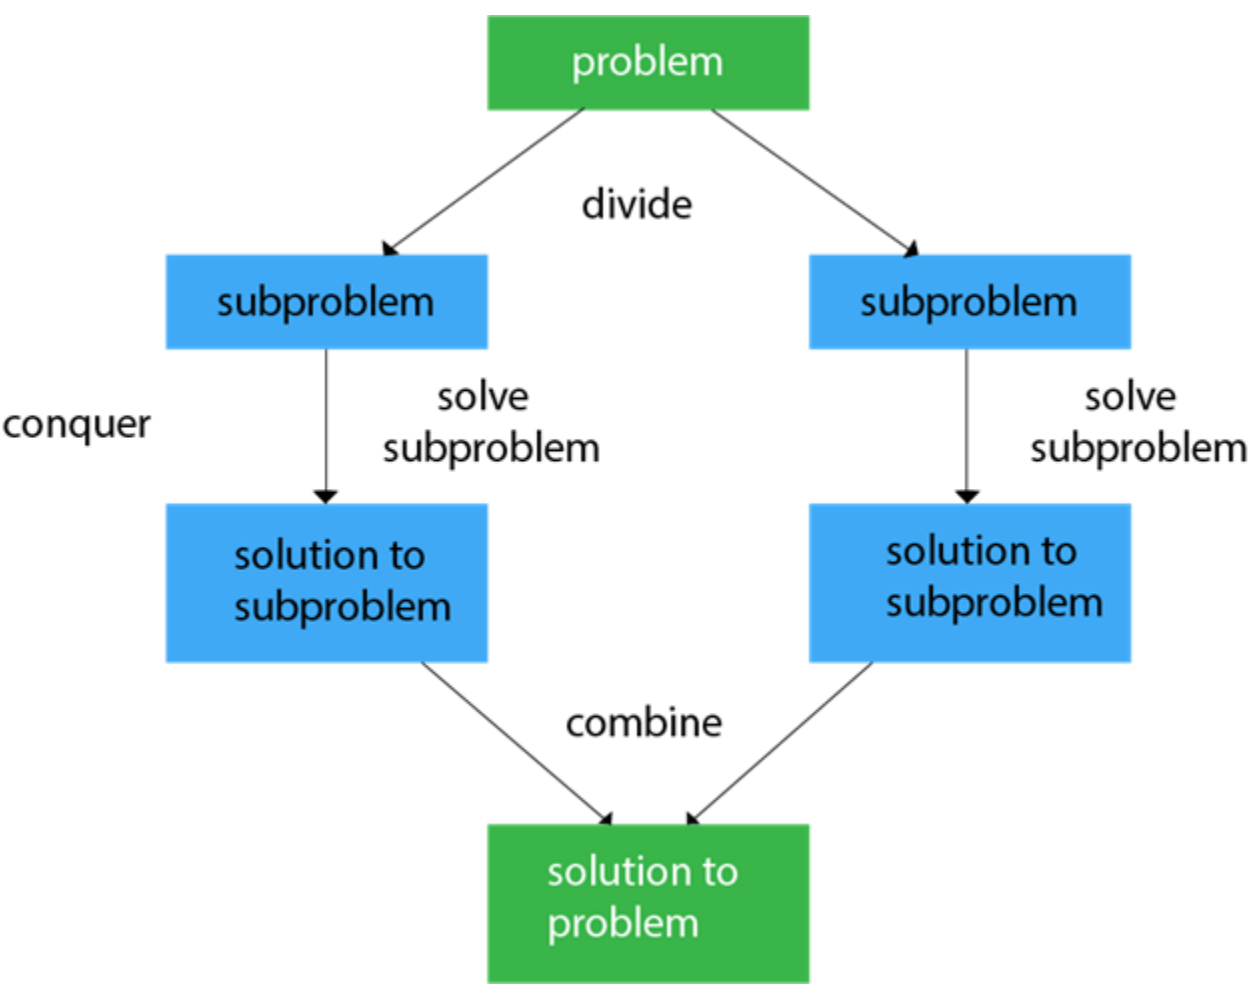 problem
divide
subproblem
subproblem
conquer
solve
subproblem
solve
subproblem
solution to
subproblem
solution to
subproblem
combine
solution to
problem